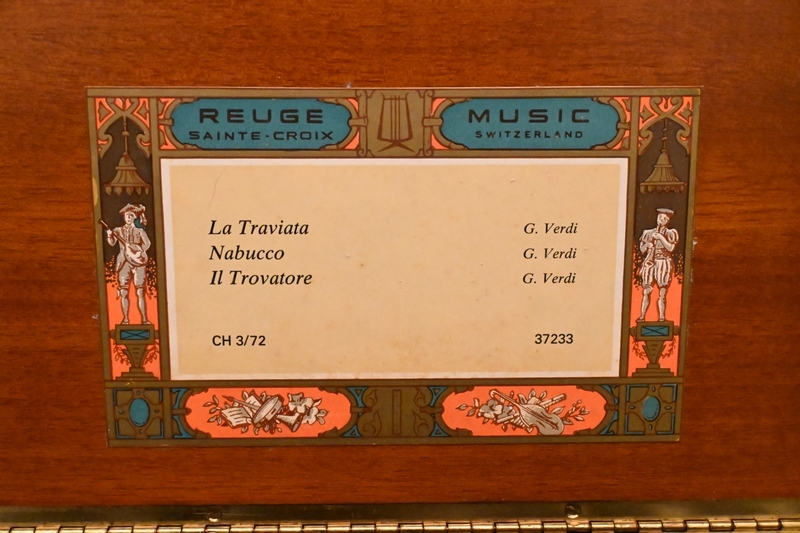 REUGE MUSIC
SAINTE-CROIX SWITZERLAND
La Traviata G. Verdi
Nabucco G. Verdi
Il Trovatore G. Verdi
CH 3/72 37233